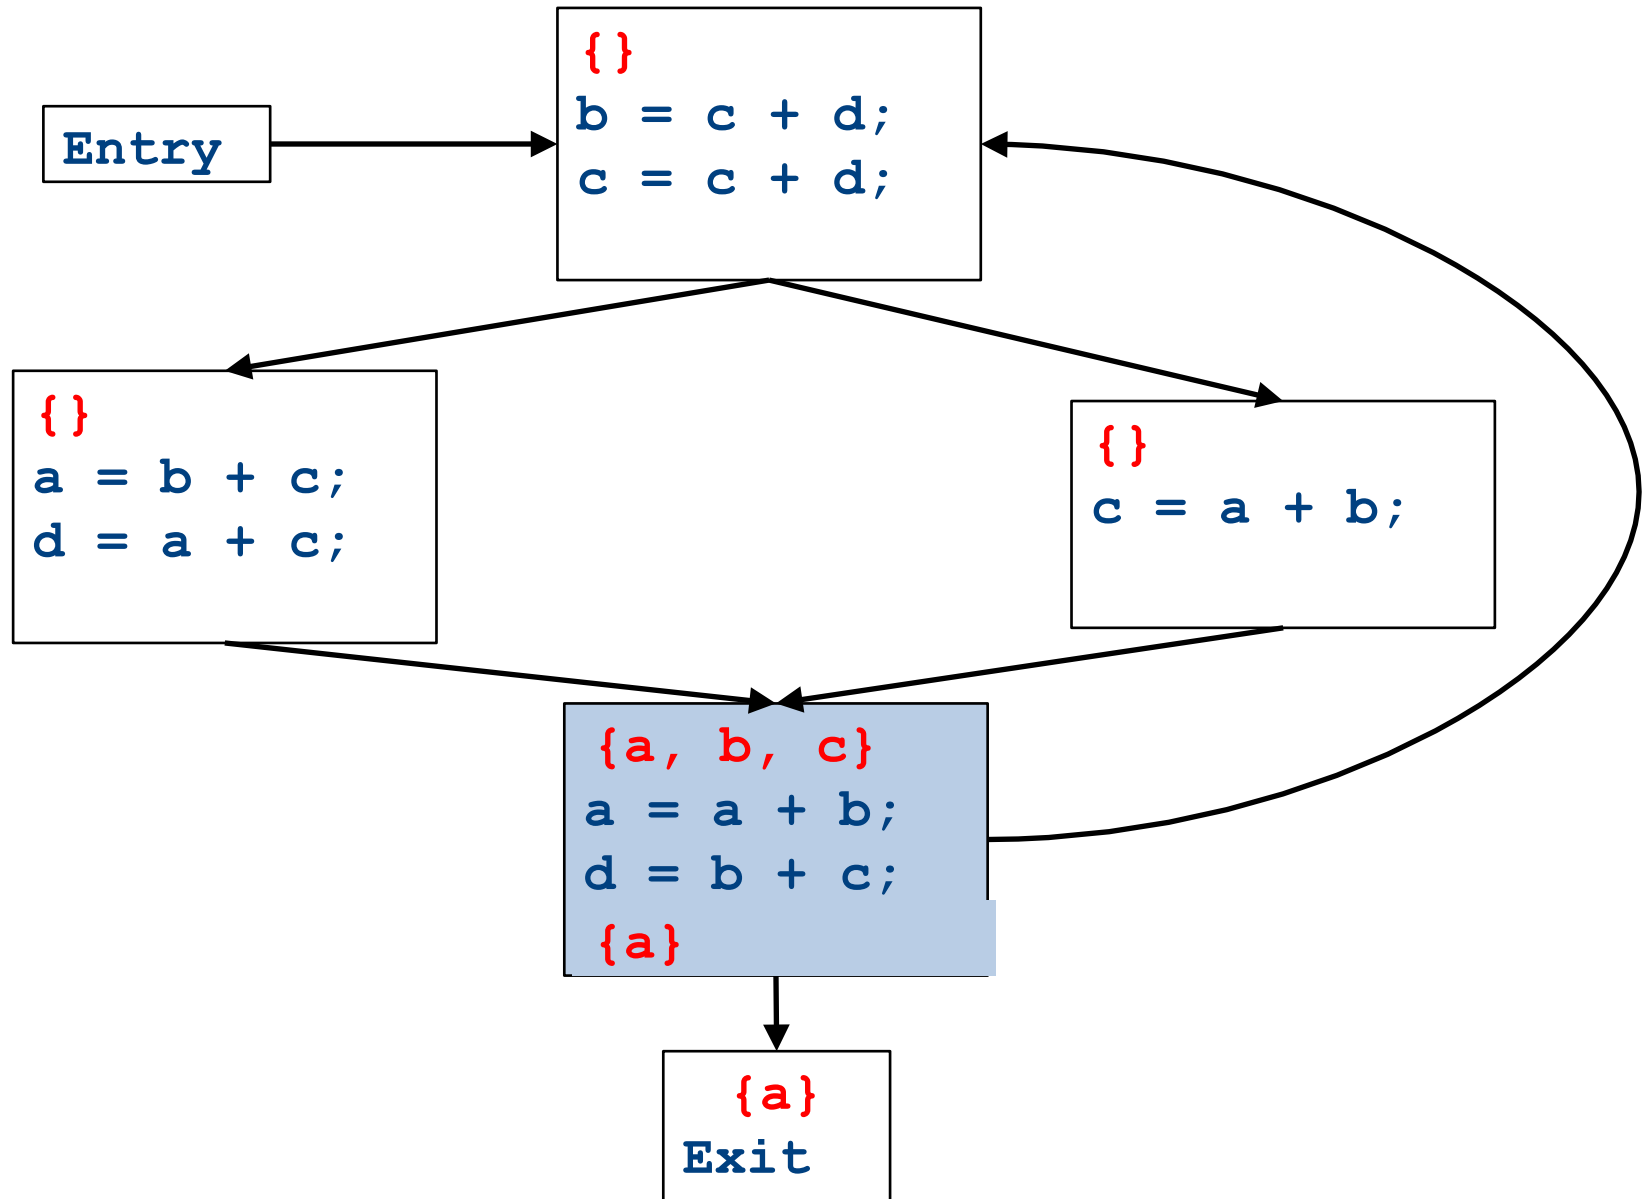 {}
b = c + d;
c = c + d;
Entry
{}
a = b + c;
d = a + c;
{}
c = a + b;
{a, b, c}
a = a + b;
d = b + c;
{a}
{a}
Exit